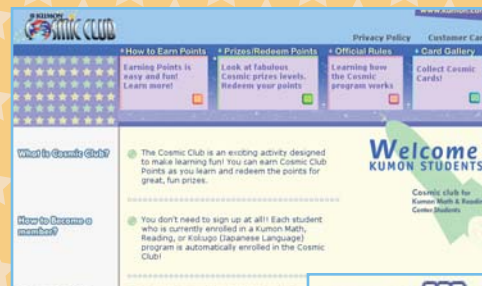 www.kumon.com
KUMON
COSMIC CLUB
Privacy Policy
Customer Car
How to Earn Points
Prizes/Redeem Points
Official Rules
Card Gallery
Earning Points is
easy and fun!
Learn more!
Look at fabulous
Cosmic prizes levels.
Redeem your points
Learning how
the Cosmic
program works
Collect Cosmic
Cards!
What is Cosmic Club?
The Cosmic Club is an exciting activity designed
to make learning fun! You can earn Cosmic Club
Points as you learn and redeem the points for
great, fun prizes.
Welcome
KUMON STUDENTS
Cosmic club for
Kumon Math & Readin
Center Students
How to Become a
member?
You don't need to sign up at all! Each student
who is currently enrolled in a Kumon Math,
Reading, or Kokugo (Japanese Language)
program is automatically enrolled in the Cosmic
Club!